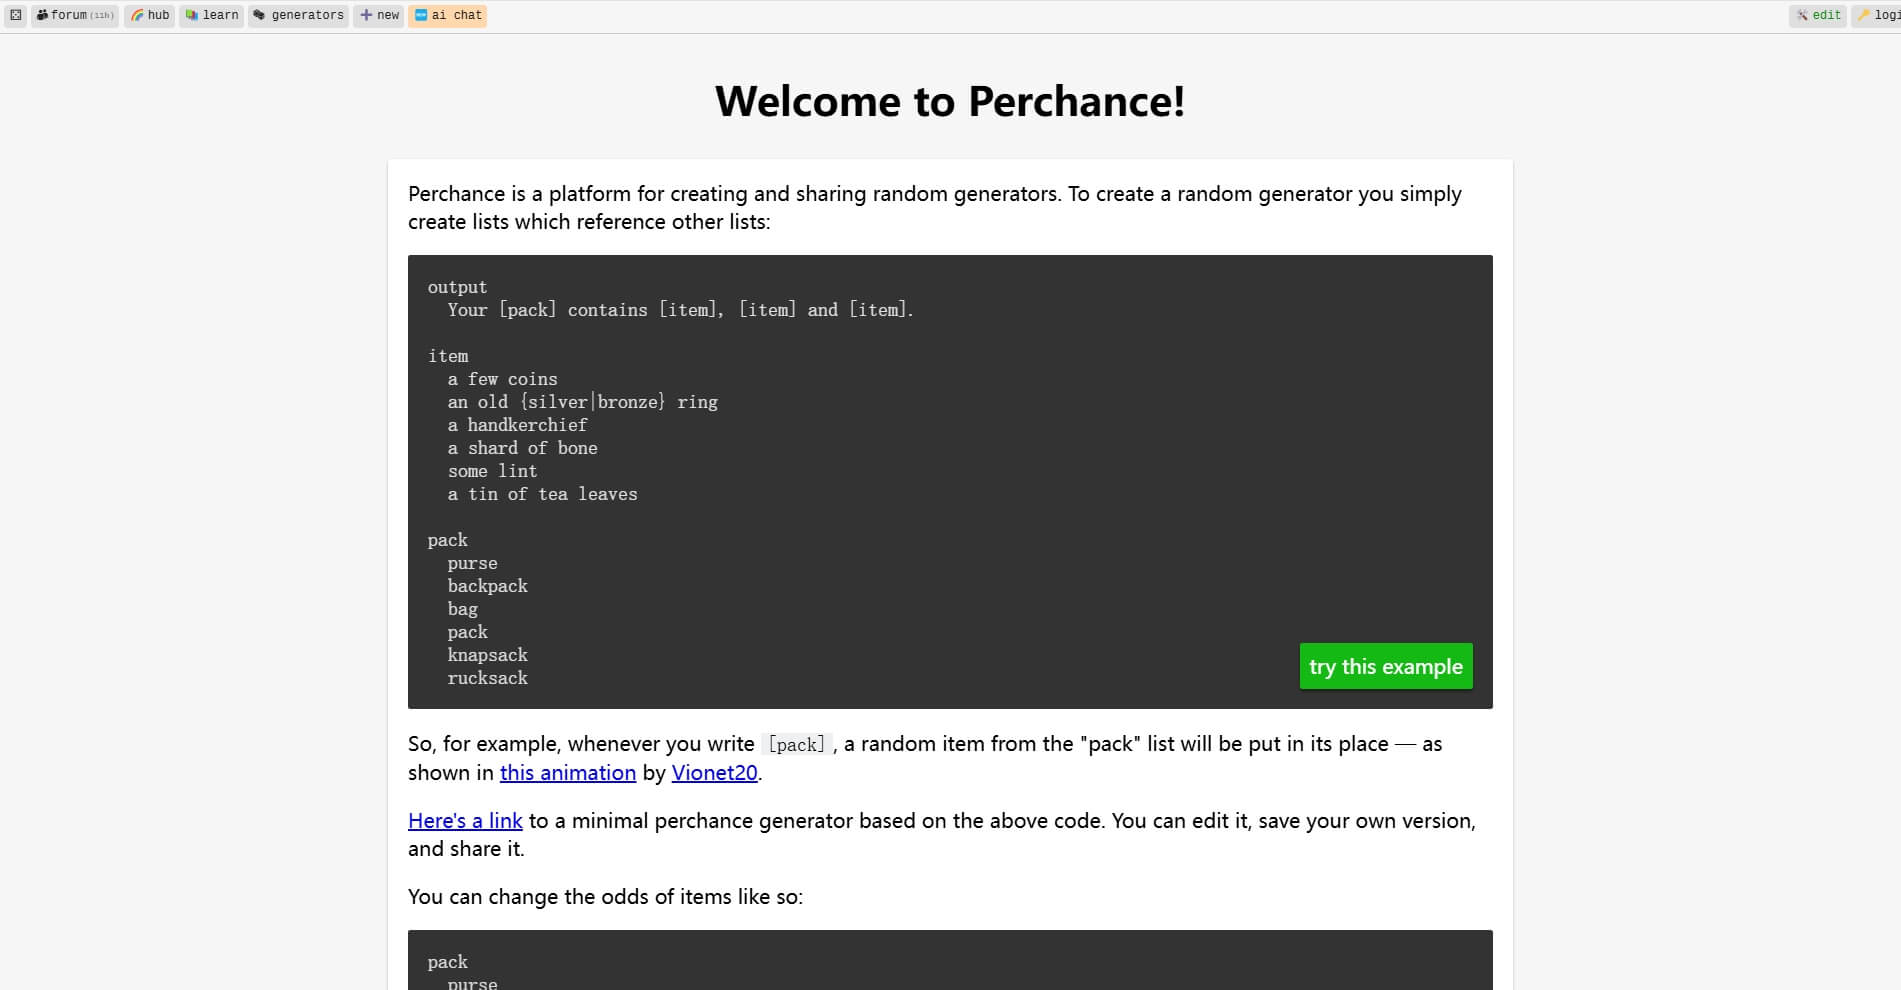 forum (11h) hub learn generators new ai chat edit
Welcome to Perchance!
Perchance is a platform for creating and sharing random generators. To create a random generator you simply
create lists which reference other lists:
output
Your [pack] contains [item], [item] and [item].
item
a few coins
an old {silver|bronze} ring
a handkerchief
a shard of bone
some lint
a tin of tea leaves
pack
purse
backpack
bag
pack
knapsack
rucksack
try this example
So, for example, whenever you write [pack], a random item from the "pack" list will be put in its place — as
shown in this animation by Vionet20.
Here's a link to a minimal perchance generator based on the above code. You can edit it, save your own version,
and share it.
You can change the odds of items like so:
pack
purse